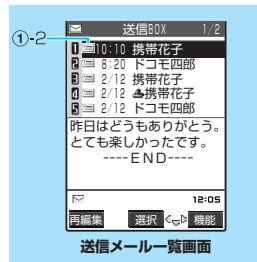 ①-2
送信BOX 1/2
1 10:10 携帯花子
2 8:20 ドコモ四郎
3 2/12 携帯花子
4 2/12 携帯花子
5 2/12 ドコモ四郎
昨日はどうもありがとう。
とても楽しかったです。
----END----
12:05
再編集 選択 機能
送信メール一覧画面